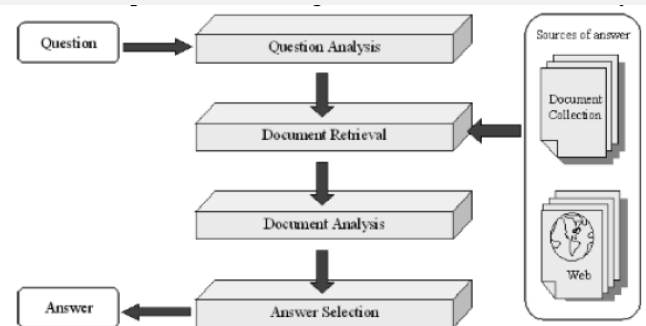 Question
Question Analysis
Sources of answer
Document
Collection
Document Retrieval
Document Analysis
Web
Answer
Answer Selection